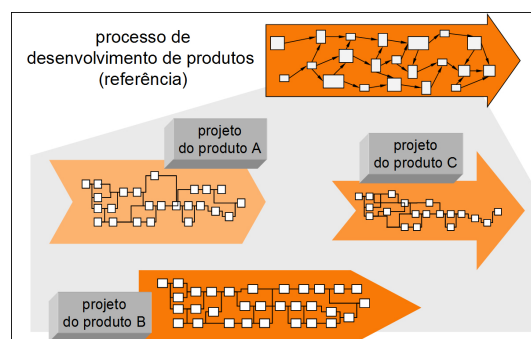 processo de
desenvolvimento de produtos
(referência)
projeto
do produto A
projeto
do produto C
projeto
do produto B